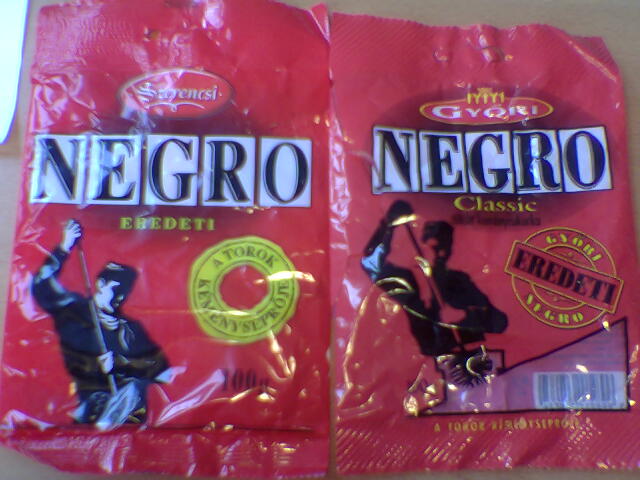 Szerencsi
NEGRO
EREDETI
A TOROK
KÉMÉNYSEPRŐJE
100g
GYŐRI
NEGRO
Classic
GYŐRI
EREDETI
NEGRO
A TOROK KÉMÉNYSEPRŐJE